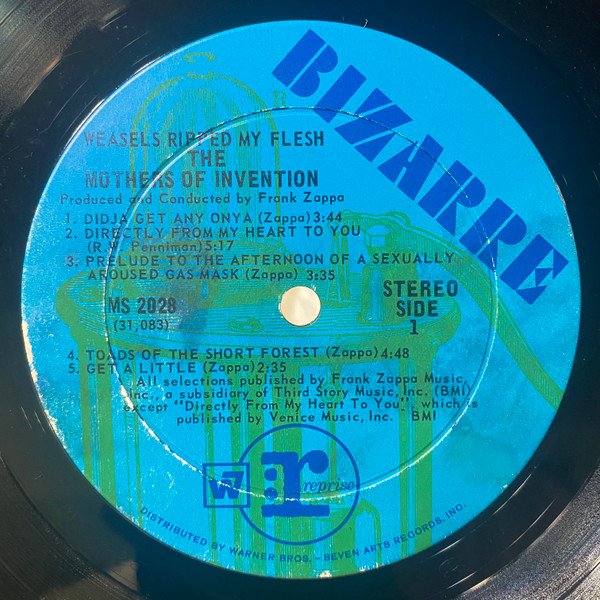 BIZARRE
R
WEASELS RIPPED MY FLESH
THE
MOTHERS OF INVENTION
Produced and Conducted by Frank Zappa
1. DIDJA GET ANY ONYA (Zappa) 3:44
2. DIRECTLY FROM MY HEART TO YOU
(R.W. Penniman) 5:17
3. PRELUDE TO THE AFTERNOON OF A SEXUALLY
AROUSED GAS MASK (Zappa) 3:35
MS 2028
(31,083)
STEREO
SIDE
1
4. TOADS OF THE SHORT FOREST (Zappa) 4:48
5. GET A LITTLE (Zappa) 2:35
All selections published by Frank Zappa Music,
Inc., a subsidiary of Third Story Music, Inc. (BMI)
except "Directly From My Heart To You", which is
published by Venice Music, Inc. BMI
W7
:r
reprise
DISTRIBUTED BY WARNER BROS. – SEVEN ARTS RECORDS, INC.